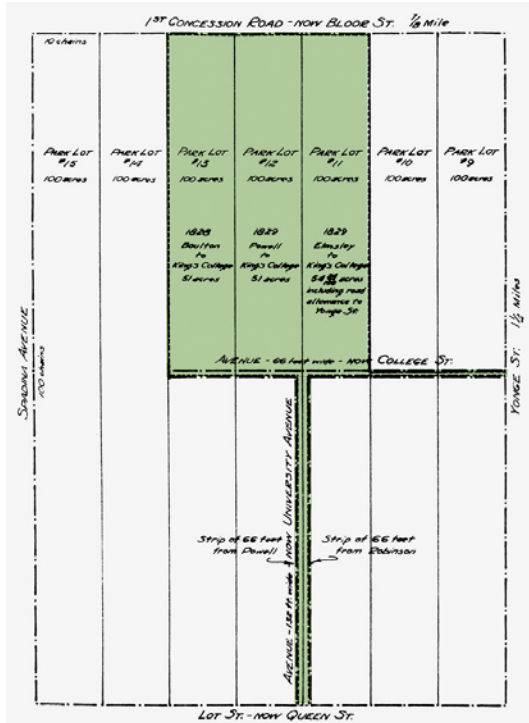 1ST CONCESSION ROAD - NOW BLOOR ST. 7/8 MILE
10 chains
PARK LOT
#15
100 acres
PARK LOT
#14
100 acres
PARK LOT
#13
100 acres
PARK LOT
#12
100 acres
PARK LOT
#11
100 acres
PARK LOT
#10
100 acres
PARK LOT
#9
100 acres
1828
Boulton
to
King's College
51 acres
1829
Powell
to
King's College
51 acres
1829
Elmsley
to
King's College
54 acres
including road
allowance to
Yonge St.
SPADINA AVENUE
100 chains
AVENUE - 66 feet wide - NOW COLLEGE ST.
YONGE ST. 1 1/4 MILES
AVENUE - 132 ft. wide - NOW UNIVERSITY AVENUE
Strip of 66 feet
from Powell
Strip of 66 feet
from Robinson
LOT ST. - NOW QUEEN ST.